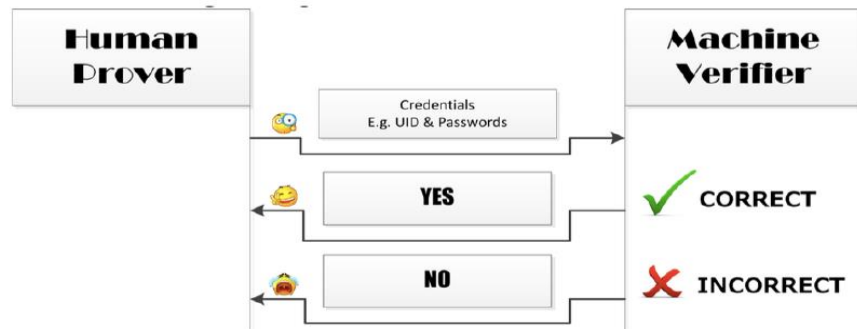 Human
Prover
Machine
Verifier
Credentials
E.g. UID & Passwords
YES
CORRECT
NO
INCORRECT